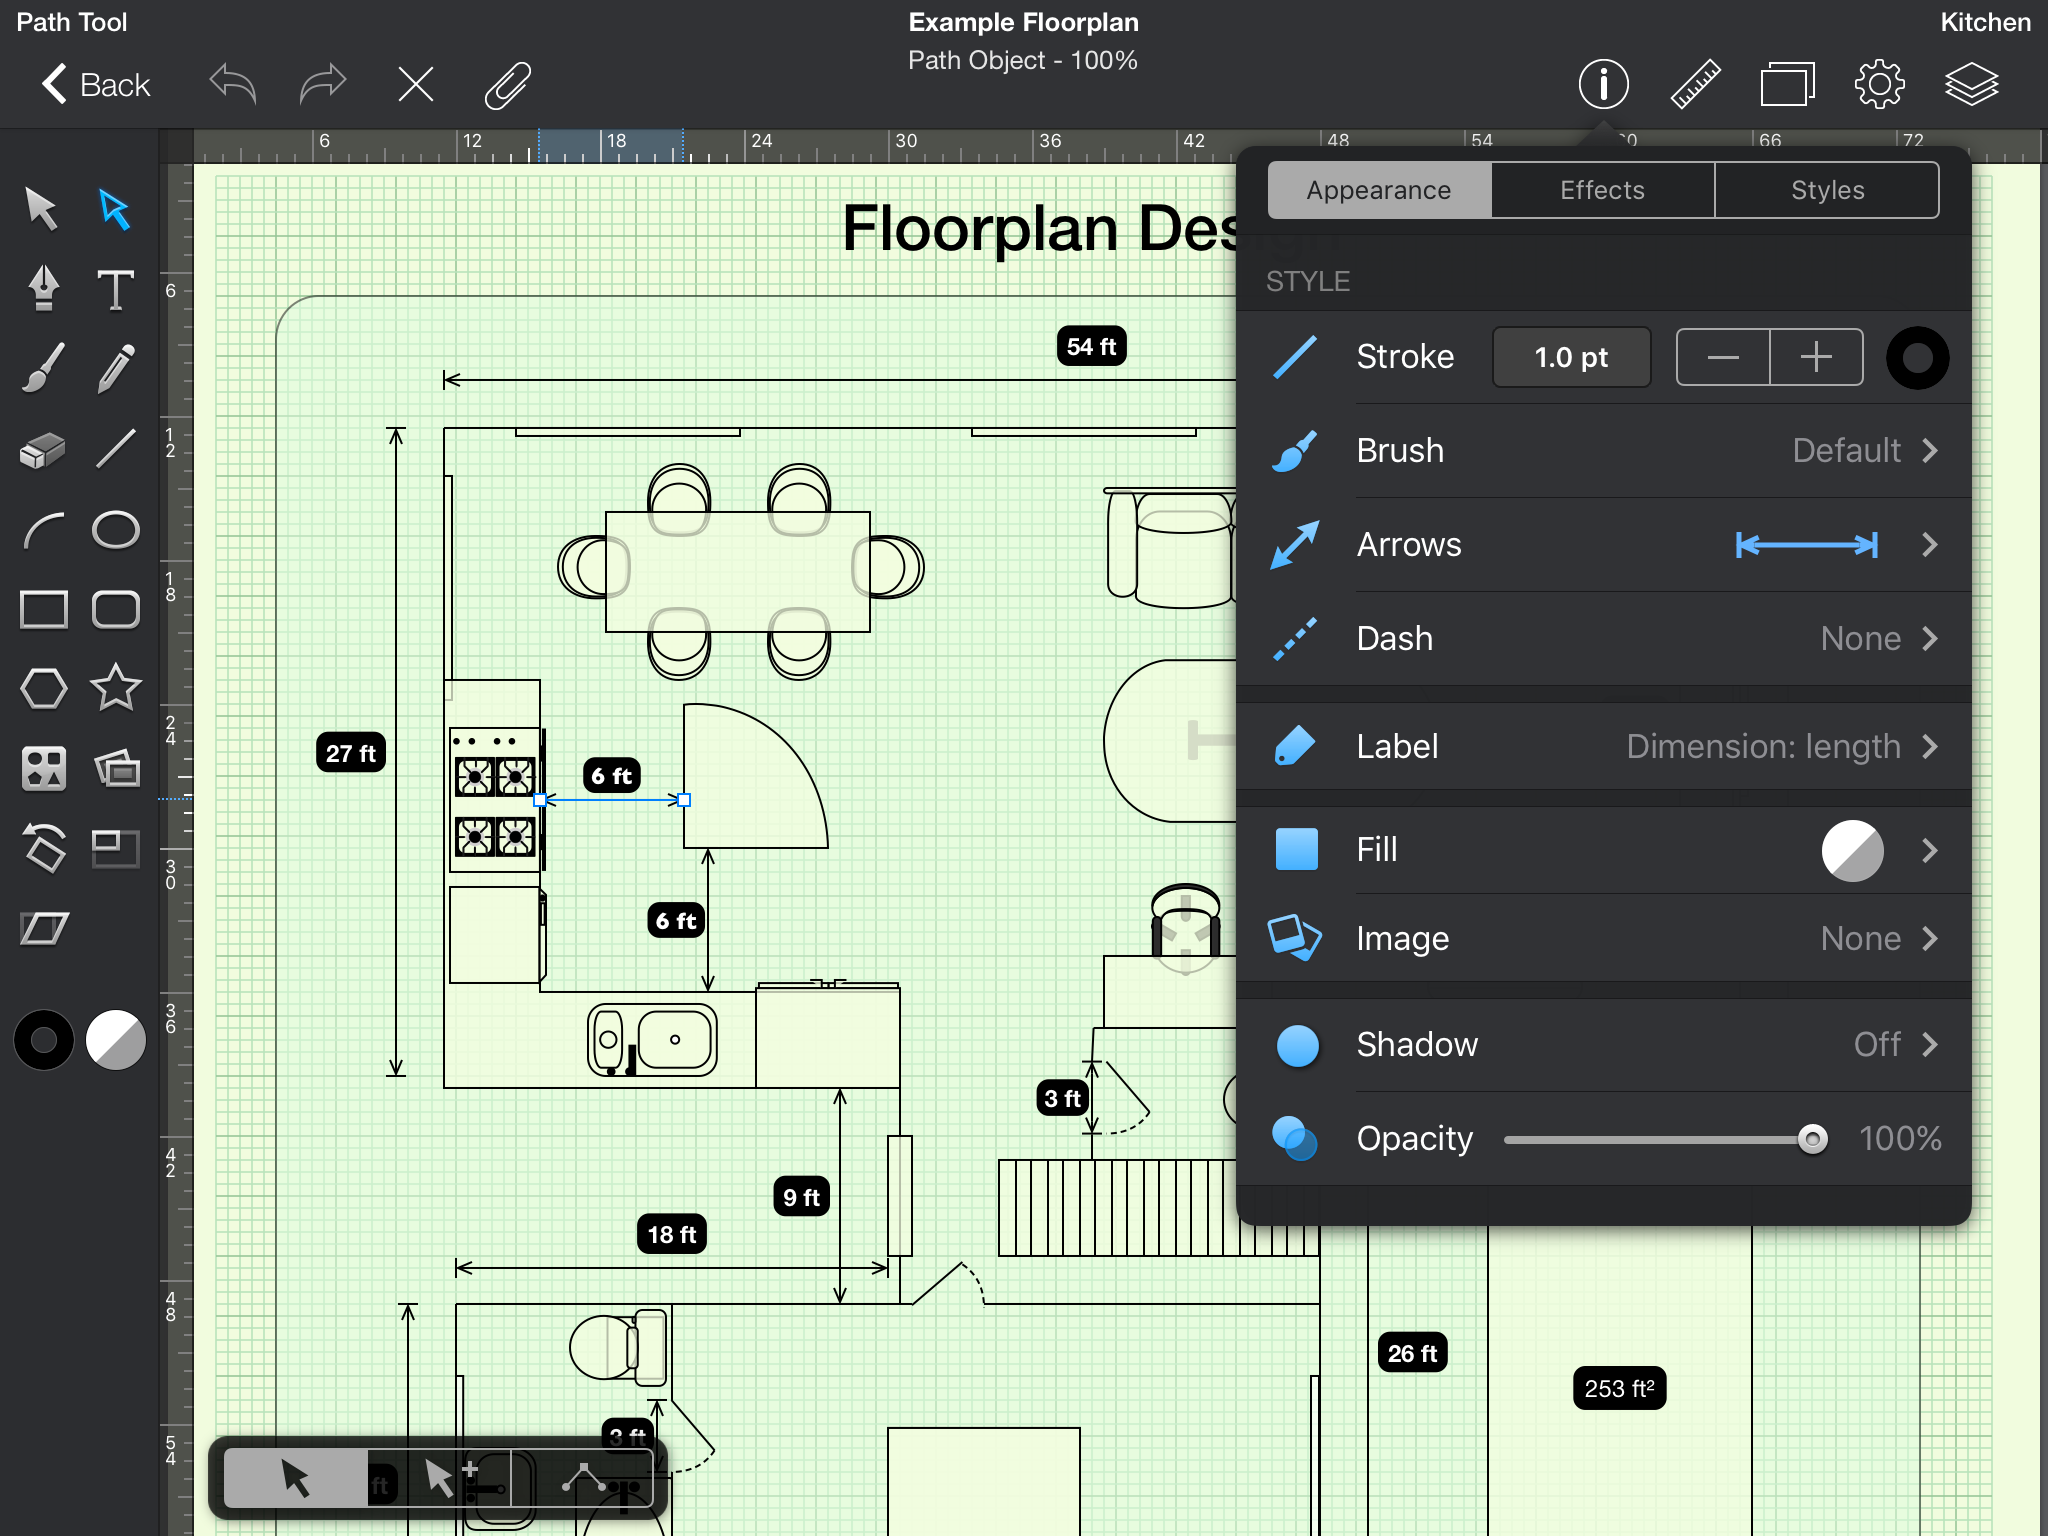 Path Tool
Example Floorplan
Kitchen
Back
Path Object - 100%
6 12 18 24 30 36 42 48 54 60 66 72
Appearance Effects Styles
Floorplan Design
STYLE
6
54 ft
Stroke 1.0 pt
12
Brush Default
Arrows
18
Dash None
24
27 ft
6 ft
Label Dimension: length
30
Fill
6 ft
Image None
36
Shadow Off
3 ft
Opacity 100%
42
9 ft
18 ft
48
26 ft
253 ft²
54
3 ft
ft